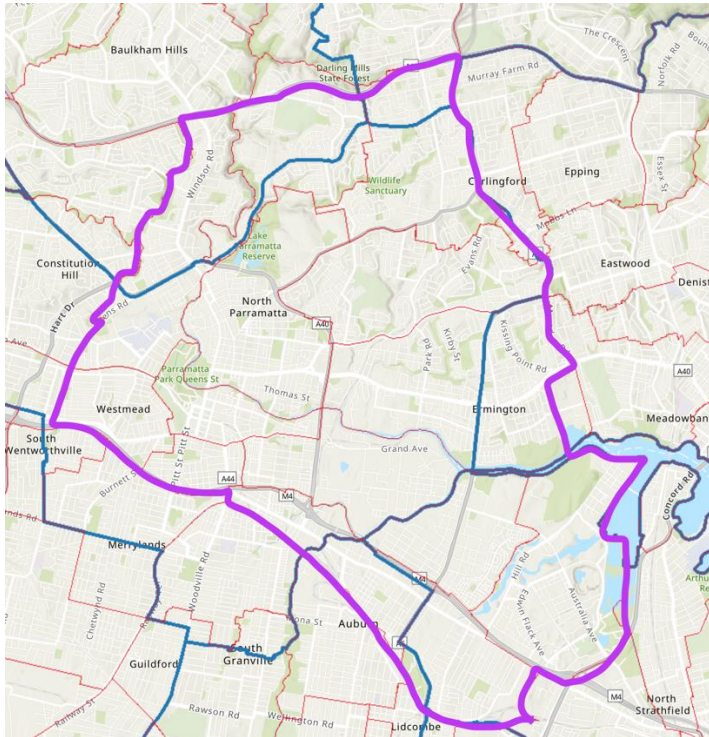 The Crescent
Norfolk Rd
Baulkham Hills
Darling Mills
State Forest
Murray Farm Rd
Windsor Rd
Epping
Essex St
Wildlife
Sanctuary
Carlingford
Lake
Parramatta
Reserve
Evans Rd
Eastwood
Constitution
Hill
Hart Dr
North
Parramatta
A40
Park Rd
Kirby St
Kissing Point Rd
A40
Parramatta
Park Queens St
Thomas St
Westmead
Ermington
South
Wentworthville
Pitt St Pitt St
Grand Ave
A44
M4
Concord Rd
Merrylands
Chetwynd Rd
Woodville Rd
M4
Hill Rd
Edwin Flack Ave
Australia Ave
Auburn
Guildford
South
Granville
Railway St
Rawson Rd
Wellington Rd
Lidcombe
M4
North
Strathfield